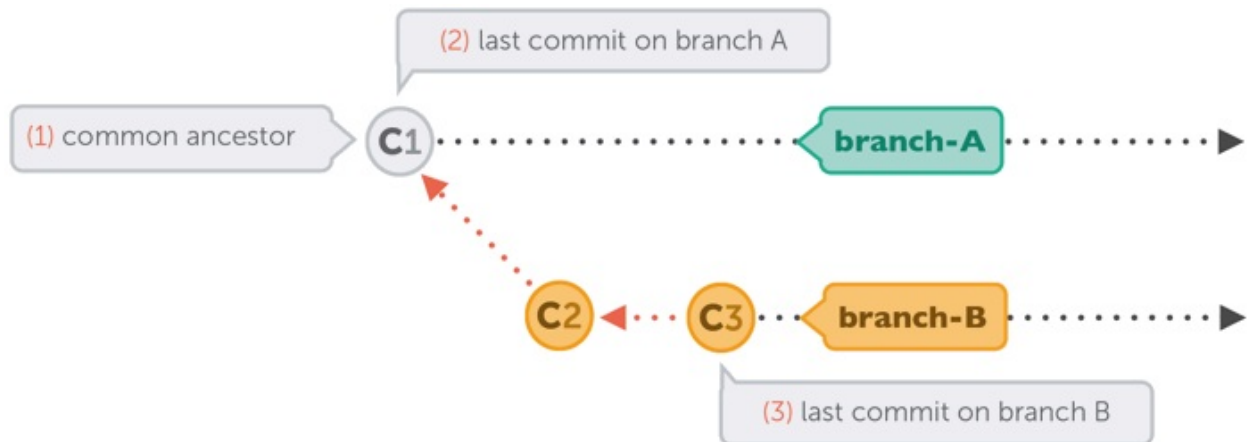 (2) last commit on branch A
(1) common ancestor
C1
branch-A
C2
C3
branch-B
(3) last commit on branch B